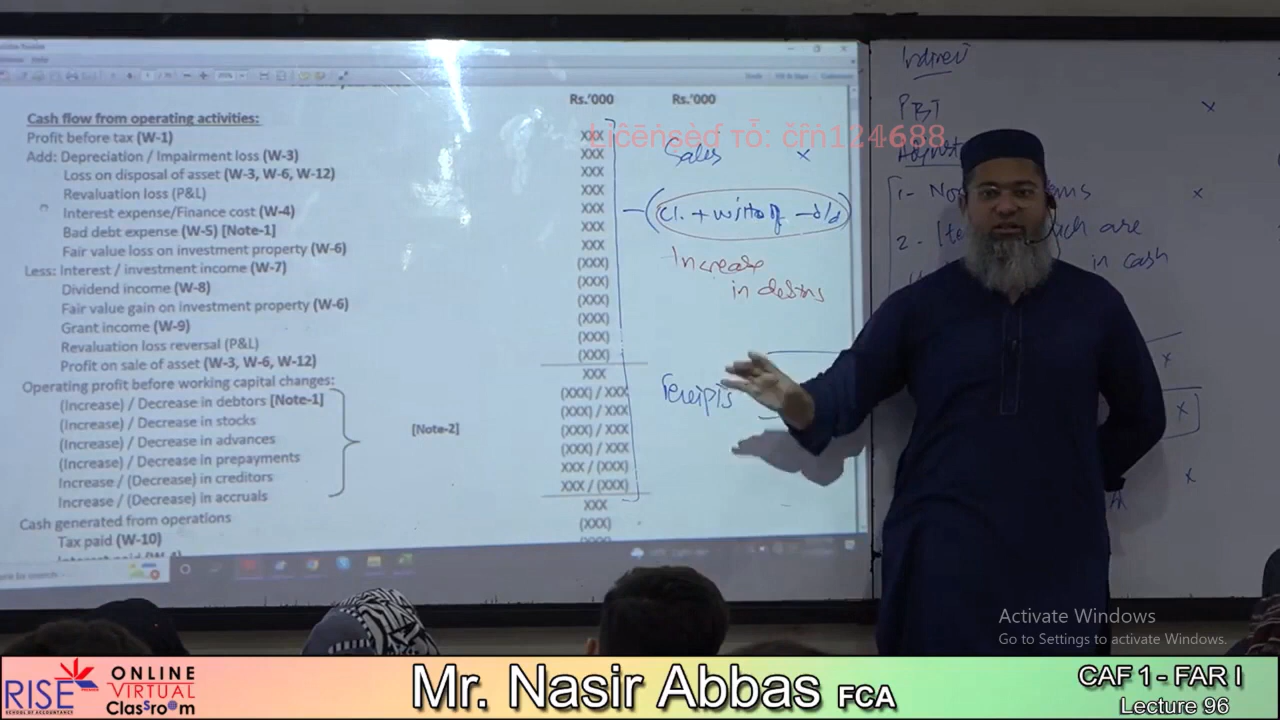 Rs.'000 Rs.'000
Cash flow from operating activities:
Profit before tax (W-1) XXX
Add: Depreciation / Impairment loss (W-3) XXX
Loss on disposal of asset (W-3, W-6, W-12) XXX
Revaluation loss (P&L) XXX
Interest expense/Finance cost (W-4) XXX
Bad debt expense (W-5) [Note-1] XXX
Fair value loss on investment property (W-6) XXX
Less: Interest / investment income (W-7) (XXX)
Dividend income (W-8) (XXX)
Fair value gain on investment property (W-6) (XXX)
Grant income (W-9) (XXX)
Revaluation loss reversal (P&L) (XXX)
Profit on sale of asset (W-3, W-6, W-12) (XXX)
Operating profit before working capital changes: XXX
(Increase) / Decrease in debtors [Note-1] (XXX) / XXX
(Increase) / Decrease in stocks (XXX) / XXX
(Increase) / Decrease in advances [Note-2] (XXX) / XXX
(Increase) / Decrease in prepayments (XXX) / XXX
Increase / (Decrease) in creditors XXX / (XXX)
Increase / (Decrease) in accruals XXX / (XXX)
Cash generated from operations XXX
Tax paid (W-10) (XXX)
Sales x
Increase
in debtors
Receipts
Indirect
PBT x
1- x
2-
in cash
x
x
x
Licensed To: crn124688
Activate Windows
Go to Settings to activate Windows.
RISE
SCHOOL OF ACCOUNTANCY
ONLINE
VIRTUAL
Classroom
Mr. Nasir Abbas FCA
CAF 1 - FAR I
Lecture 96